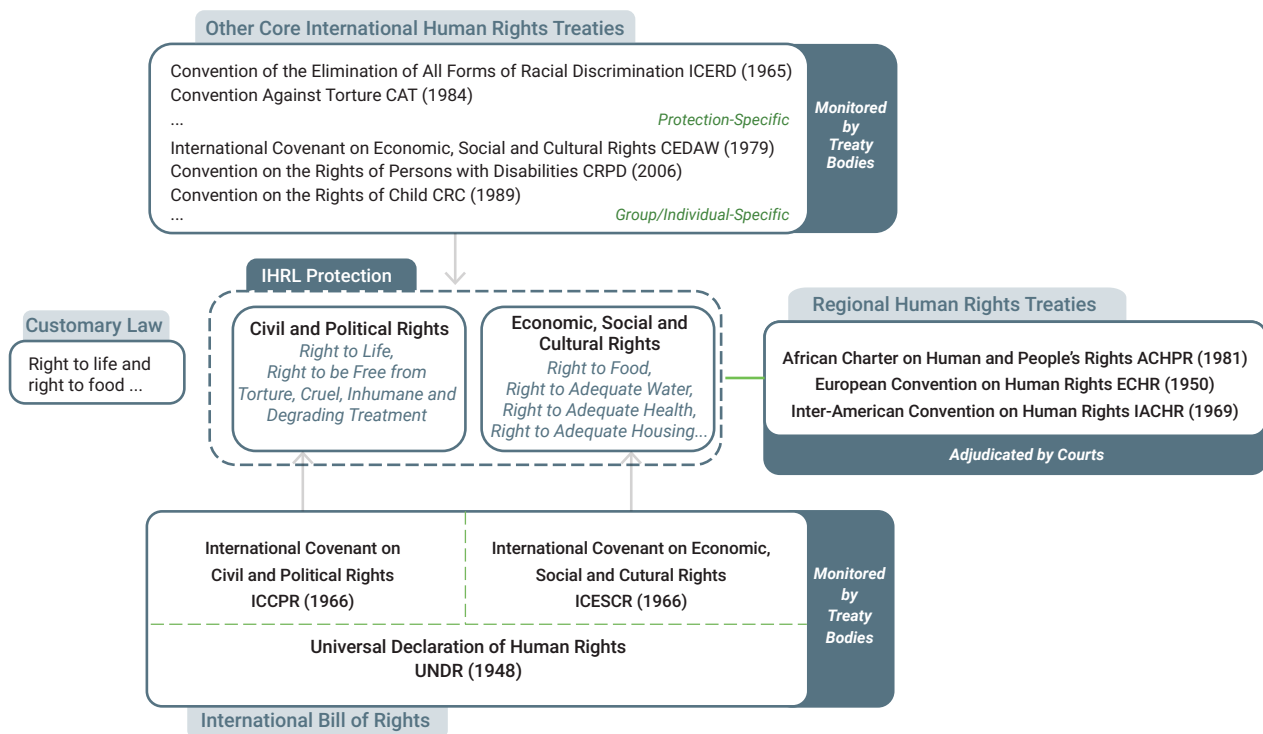 Other Core International Human Rights Treaties
Convention of the Elimination of All Forms of Racial Discrimination ICERD (1965)
Convention Against Torture CAT (1984)
...
Protection-Specific
International Covenant on Economic, Social and Cultural Rights CEDAW (1979)
Convention on the Rights of Persons with Disabilities CRPD (2006)
Convention on the Rights of Child CRC (1989)
...
Group/Individual-Specific
Monitored
by
Treaty
Bodies
IHRL Protection
Customary Law
Right to life and
right to food ...
Civil and Political Rights
Right to Life,
Right to be Free from
Torture, Cruel, Inhumane and
Degrading Treatment
Economic, Social and
Cultural Rights
Right to Food,
Right to Adequate Water,
Right to Adequate Health,
Right to Adequate Housing...
Regional Human Rights Treaties
African Charter on Human and People's Rights ACHPR (1981)
European Convention on Human Rights ECHR (1950)
Inter-American Convention on Human Rights IACHR (1969)
Adjudicated by Courts
International Covenant on
Civil and Political Rights
ICCPR (1966)
International Covenant on Economic,
Social and Cutural Rights
ICESCR (1966)
Universal Declaration of Human Rights
UNDR (1948)
Monitored
by
Treaty
Bodies
International Bill of Rights